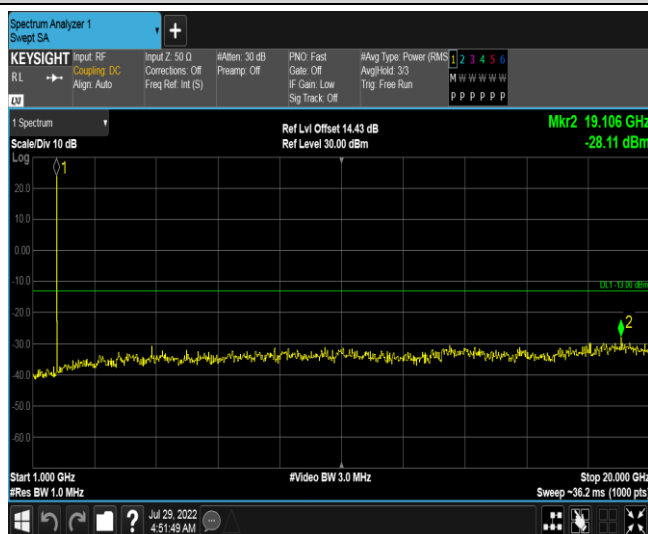 Spectrum Analyzer 1
Swept SA
+
KEYSIGHT
RL
LXI
Input: RF
Coupling: DC
Align: Auto
Input Z: 50 Ω
Corrections: Off
Freq Ref: Int (S)
#Atten: 30 dB
Preamp: Off
PNO: Fast
Gate: Off
IF Gain: Low
Sig Track: Off
#Avg Type: Power (RMS
Avg|Hold: 3/3
Trig: Free Run
1 2 3 4 5 6
M W W W W W
P P P P P P
1 Spectrum
Scale/Div 10 dB
Log
Ref Lvl Offset 14.43 dB
Ref Level 30.00 dBm
Mkr2 19.106 GHz
-28.11 dBm
1
20.0
10.0
0.00
-10.0
DL1 -13.00 dBm
2
-20.0
-30.0
-40.0
-50.0
-60.0
Start 1.000 GHz
#Res BW 1.0 MHz
#Video BW 3.0 MHz
Stop 20.000 GHz
Sweep ~36.2 ms (1000 pts)
?
Jul 29, 2022
4:51:49 AM